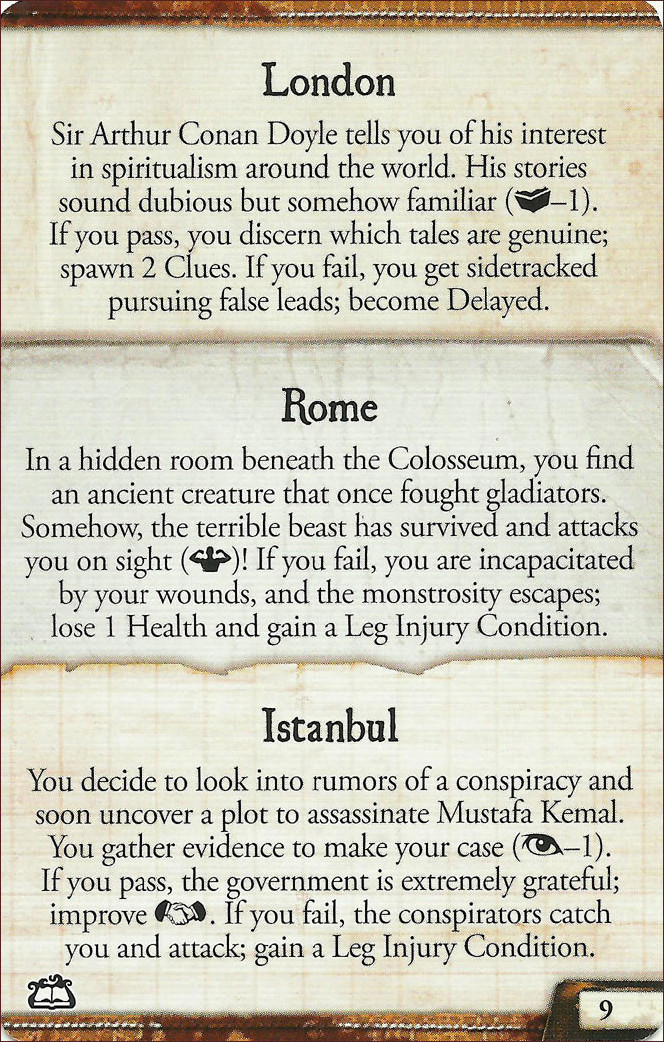 London
Sir Arthur Conan Doyle tells you of his interest
in spiritualism around the world. His stories
sound dubious but somehow familiar (–1).
If you pass, you discern which tales are genuine;
spawn 2 Clues. If you fail, you get sidetracked
pursuing false leads; become Delayed.
Rome
In a hidden room beneath the Colosseum, you find
an ancient creature that once fought gladiators.
Somehow, the terrible beast has survived and attacks
you on sight ()! If you fail, you are incapacitated
by your wounds, and the monstrosity escapes;
lose 1 Health and gain a Leg Injury Condition.
Istanbul
You decide to look into rumors of a conspiracy and
soon uncover a plot to assassinate Mustafa Kemal.
You gather evidence to make your case (–1).
If you pass, the government is extremely grateful;
improve . If you fail, the conspirators catch
you and attack; gain a Leg Injury Condition.
9